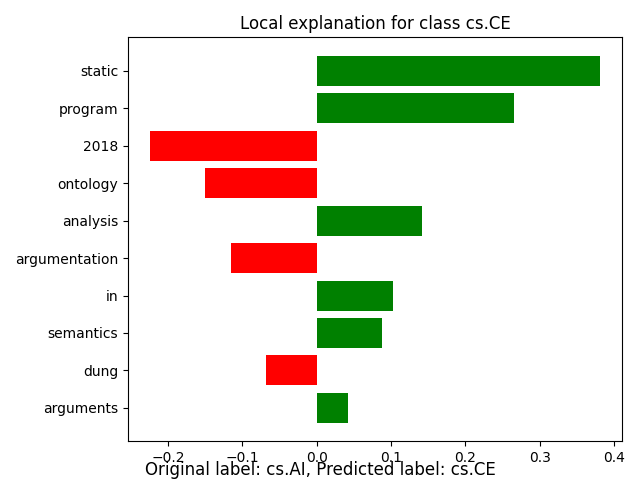 Local explanation for class cs.CE
static
program
2018
ontology
analysis
argumentation
in
semantics
dung
arguments
−0.2 −0.1 0.0 0.1 0.2 0.3 0.4
Original label: cs.AI, Predicted label: cs.CE